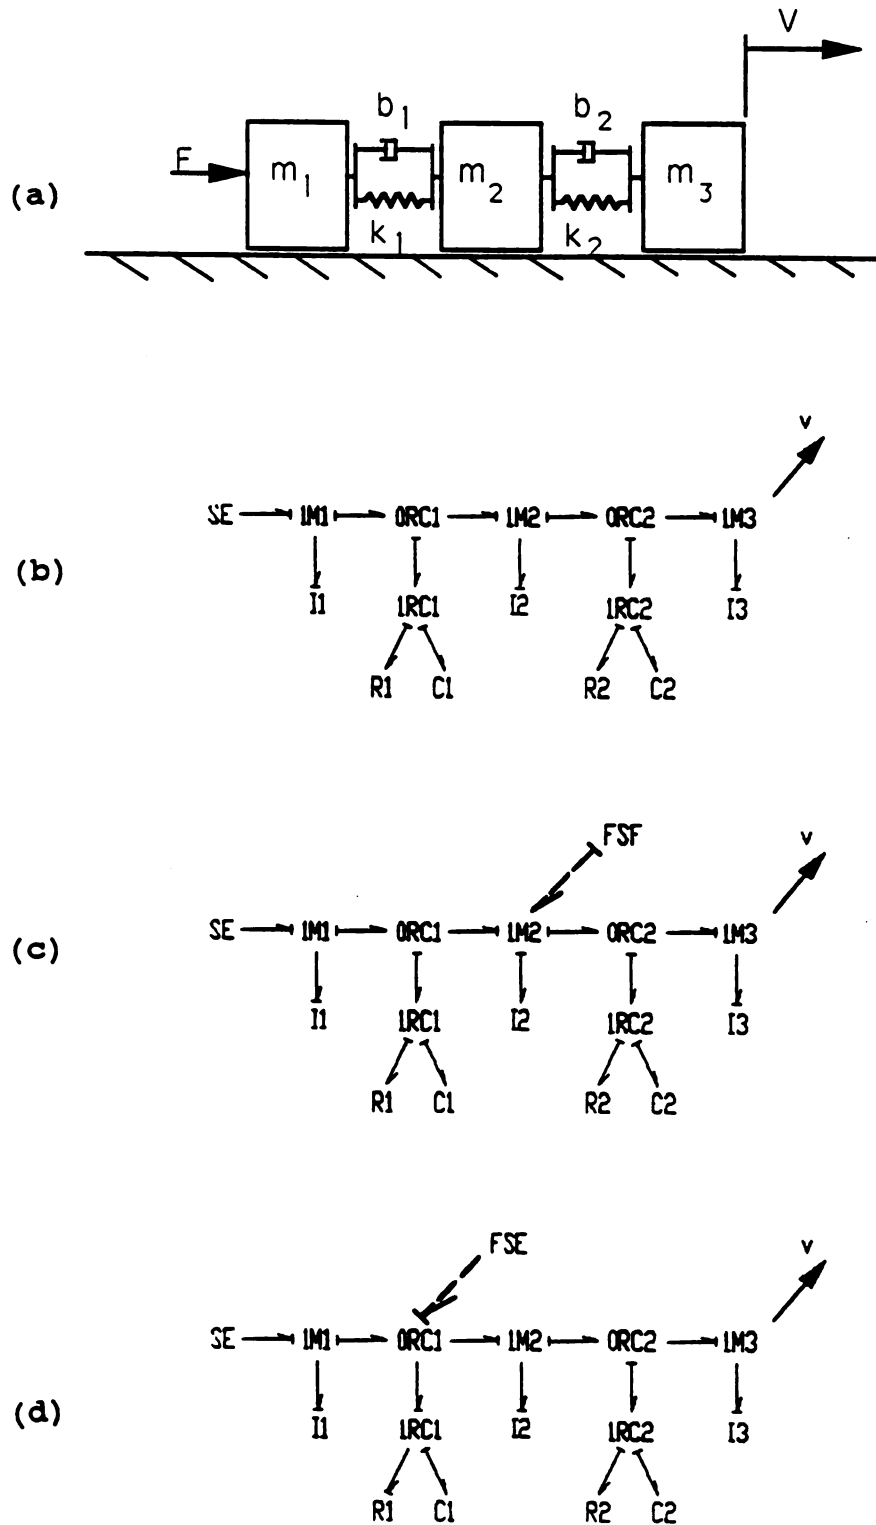 V
b₁ b₂
F m₁ m₂ m₃
(a)
k₁ k₂
v
SE 1M1 0RC1 1M2 0RC2 1M3
(b)
I1 1RC1 I2 1RC2 I3
R1 C1 R2 C2
FSF v
SE 1M1 0RC1 1M2 0RC2 1M3
(c)
I1 1RC1 I2 1RC2 I3
R1 C1 R2 C2
FSE v
SE 1M1 0RC1 1M2 0RC2 1M3
(d)
I1 1RC1 I2 1RC2 I3
R1 C1 R2 C2